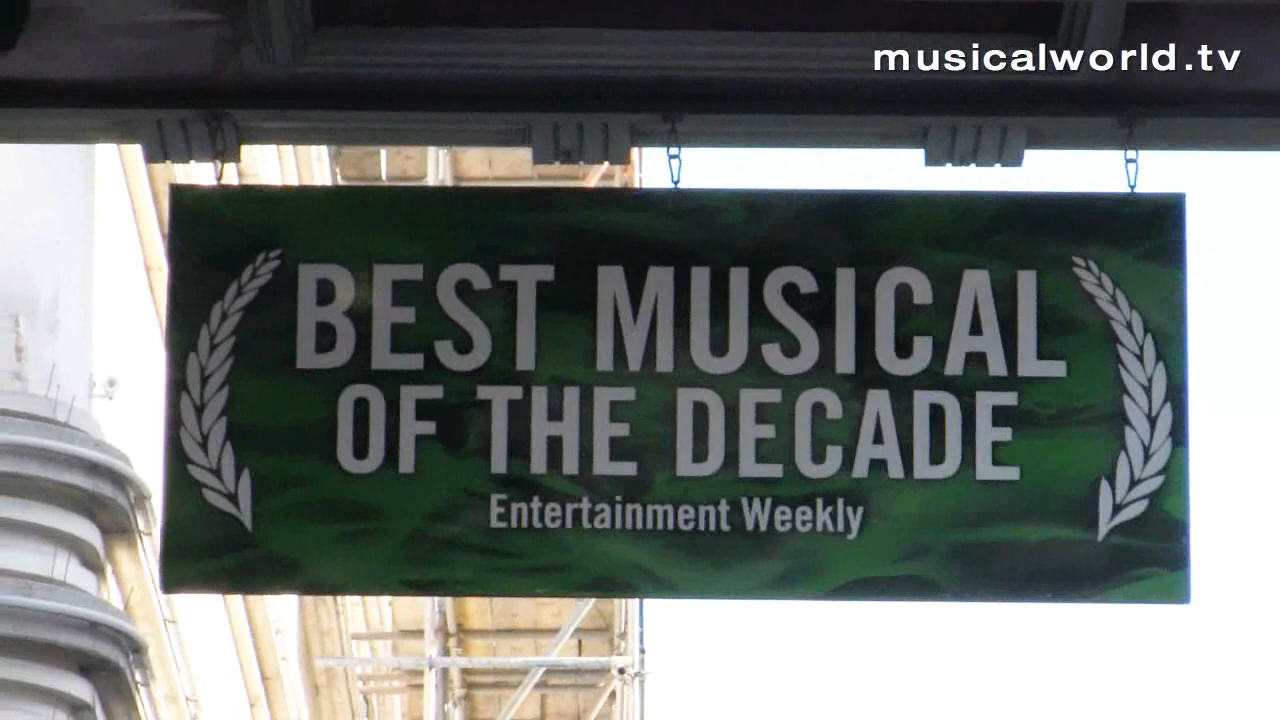 musicalworld.tv
BEST MUSICAL
OF THE DECADE
Entertainment Weekly